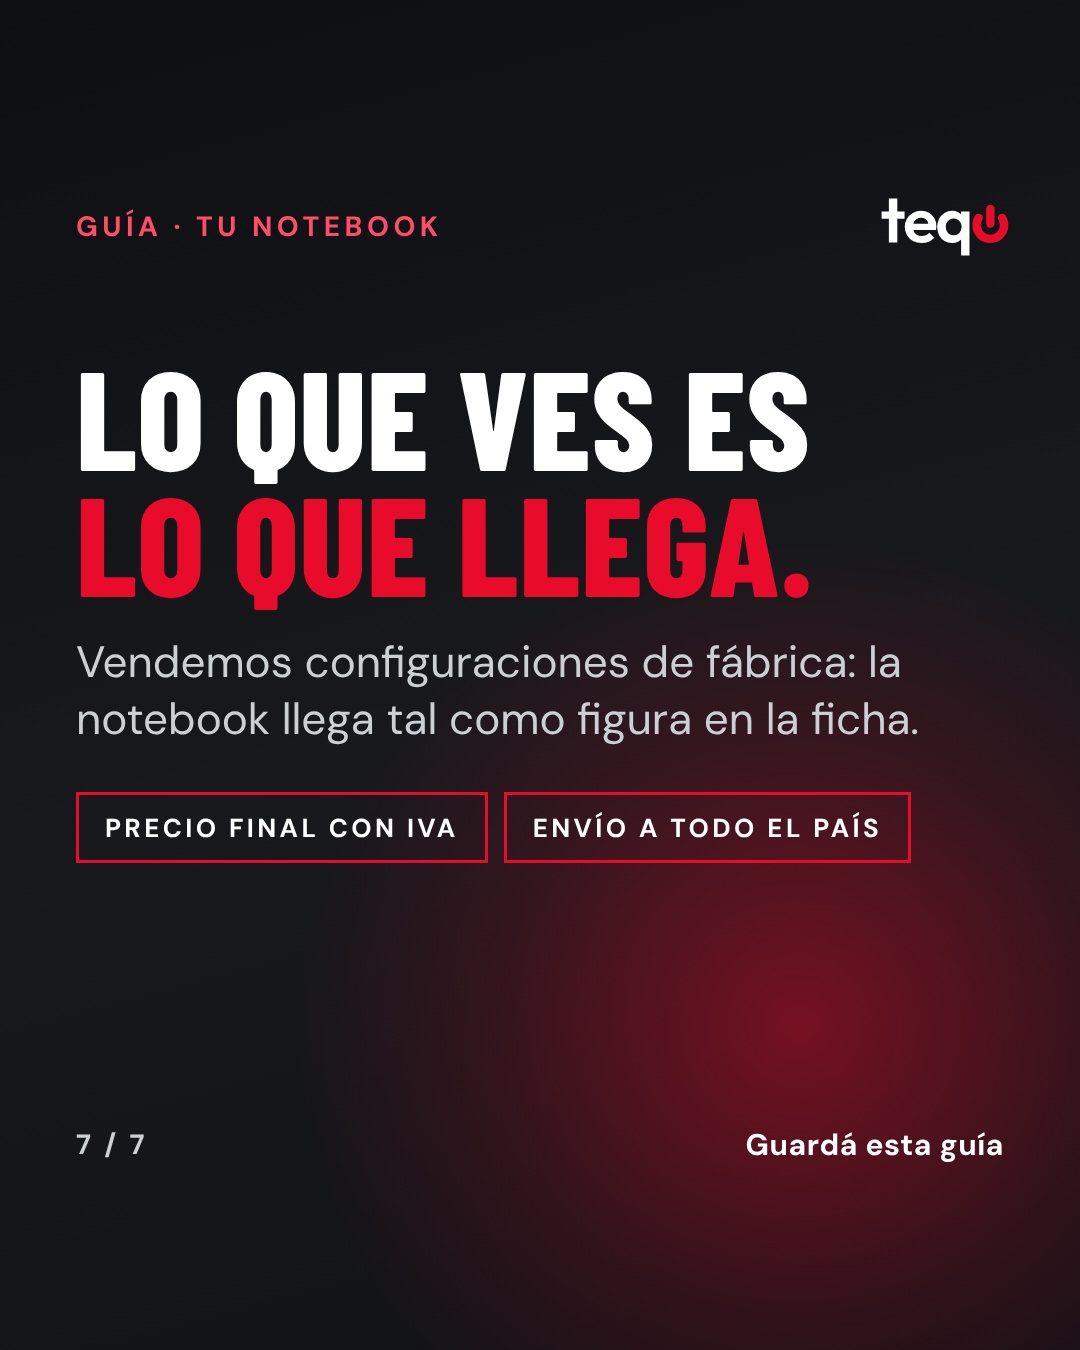 GUÍA · TU NOTEBOOK
teqo
LO QUE VES ES
LO QUE LLEGA.
Vendemos configuraciones de fábrica: la
notebook llega tal como figura en la ficha.
PRECIO FINAL CON IVA
ENVÍO A TODO EL PAÍS
7 / 7
Guardá esta guía